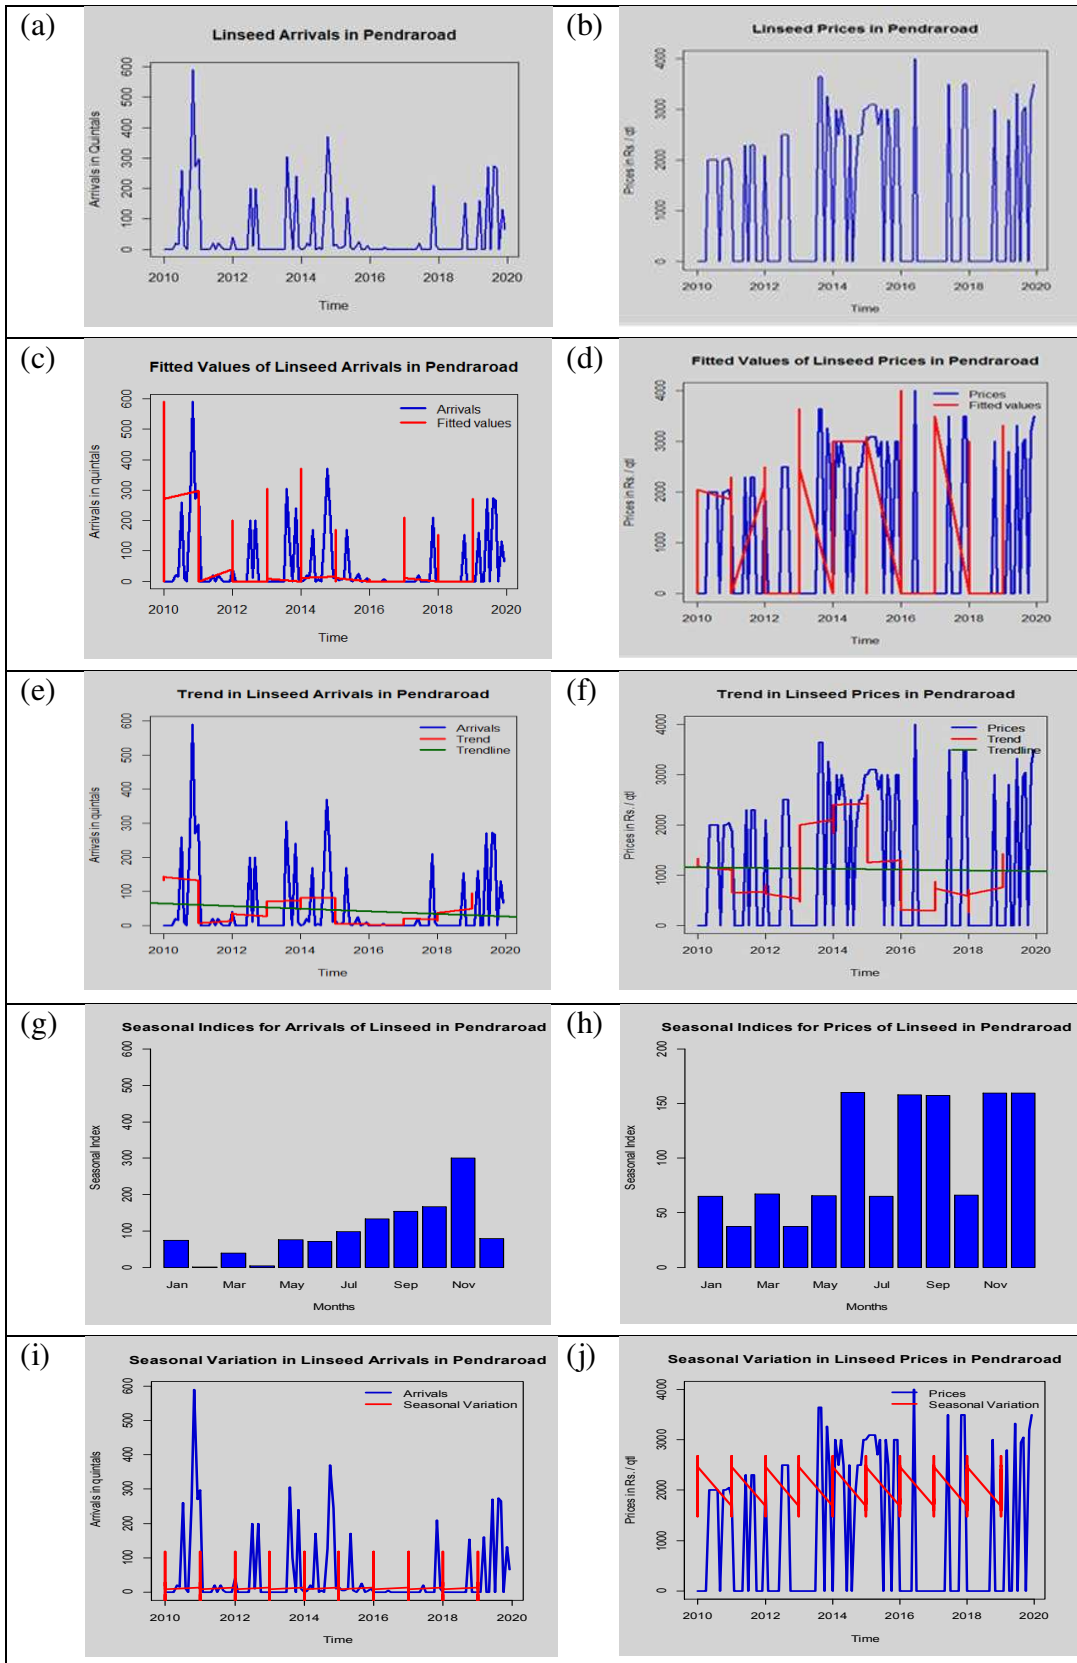 (a)
Linseed Arrivals in Pendraroad
Arrivals in Quintals
600
500
400
300
200
100
0
2010 2012 2014 2016 2018 2020
Time
(b)
Linseed Prices in Pendraroad
Prices in Rs./ qtl
4000
3000
2000
1000
0
2010 2012 2014 2016 2018 2020
Time
(c)
Fitted Values of Linseed Arrivals in Pendraroad
Arrivals in quintals
600
500
400
300
200
100
0
Arrivals
Fitted values
2010 2012 2014 2016 2018 2020
Time
(d)
Fitted Values of Linseed Prices in Pendraroad
Prices in Rs./ qtl
4000
3000
2000
1000
0
Prices
Fitted values
2010 2012 2014 2016 2018 2020
Time
(e)
Trend in Linseed Arrivals in Pendraroad
Arrivals in quintals
600
500
400
300
200
100
0
Arrivals
Trend
Trendline
2010 2012 2014 2016 2018 2020
Time
(f)
Trend in Linseed Prices in Pendraroad
Prices in Rs./ qtl
4000
3000
2000
1000
0
Prices
Trend
Trendline
2010 2012 2014 2016 2018 2020
Time
(g)
Seasonal Indices for Arrivals of Linseed in Pendraroad
Seasonal Index
600
500
400
300
200
100
0
Jan Mar May Jul Sep Nov
Months
(h)
Seasonal Indices for Prices of Linseed in Pendraroad
Seasonal Index
200
150
100
50
0
Jan Mar May Jul Sep Nov
Months
(i)
Seasonal Variation in Linseed Arrivals in Pendraroad
Arrivals in quintals
600
500
400
300
200
100
0
Arrivals
Seasonal Variation
2010 2012 2014 2016 2018 2020
Time
(j)
Seasonal Variation in Linseed Prices in Pendraroad
Prices in Rs./ qtl
4000
3000
2000
1000
0
Prices
Seasonal Variation
2010 2012 2014 2016 2018 2020
Time